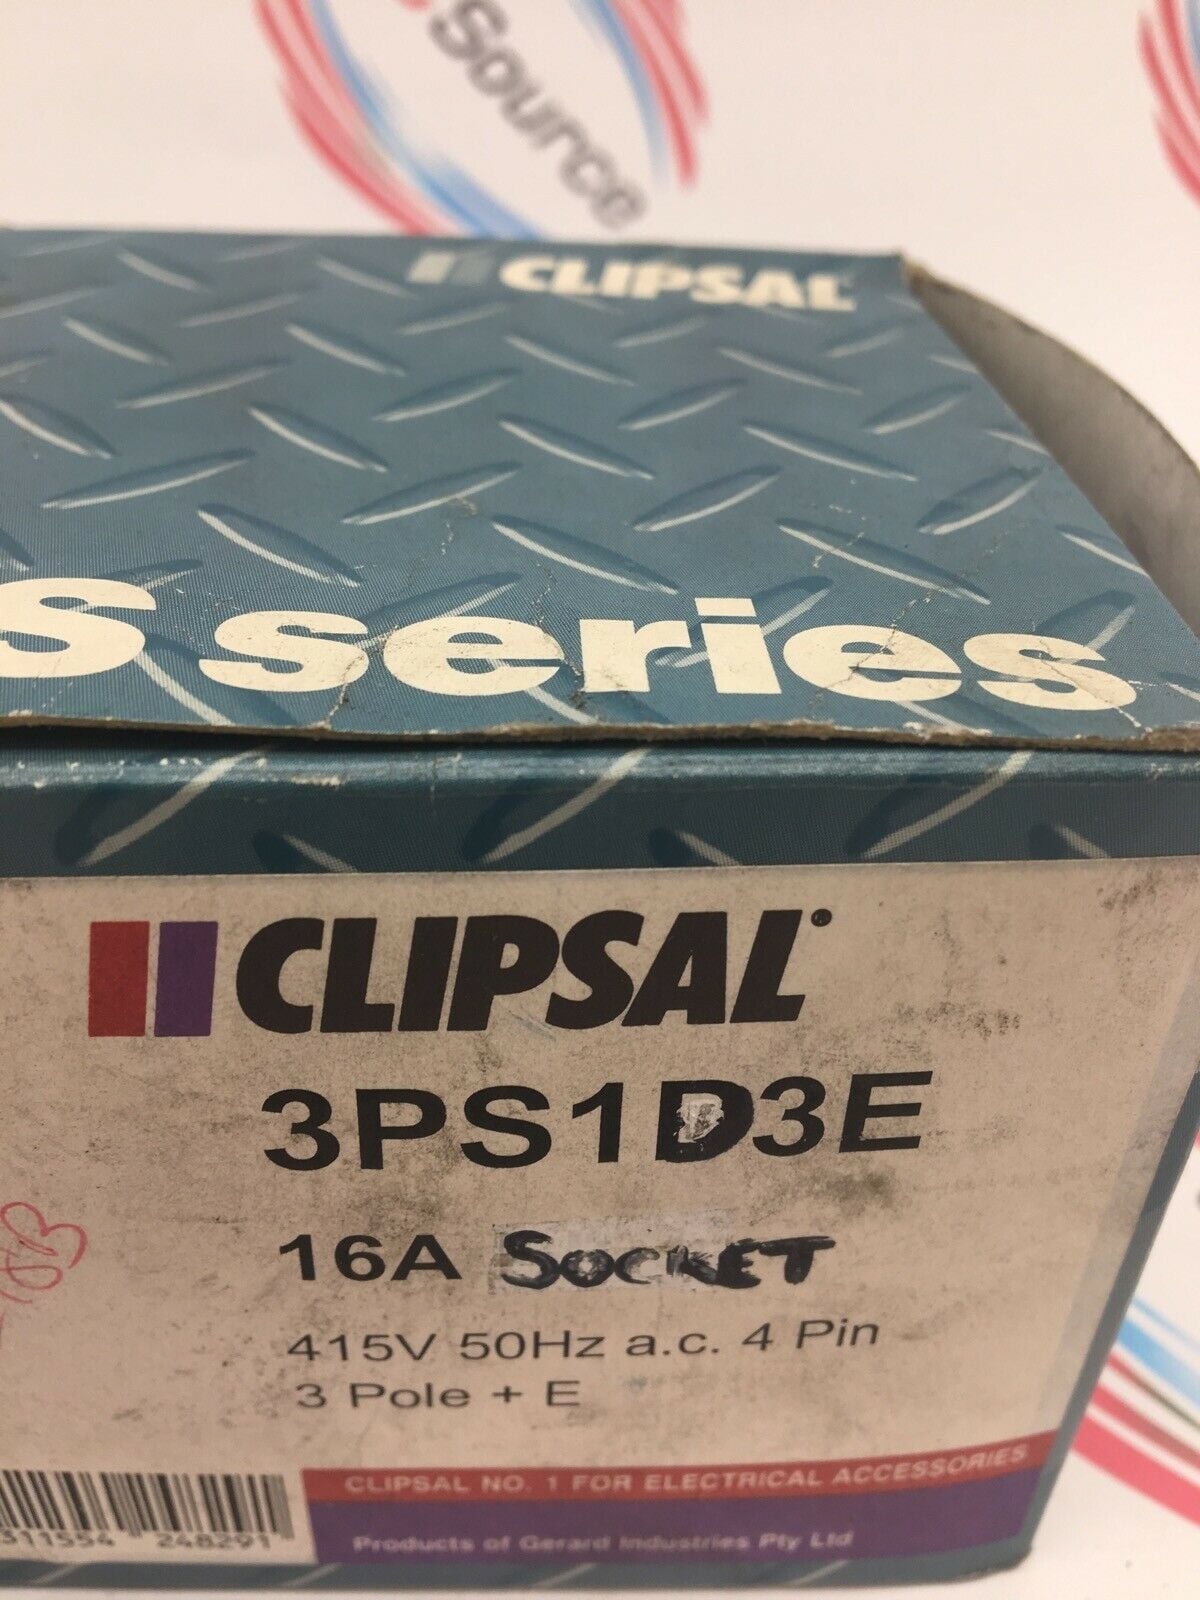 Source
CLIPSAL
S series
CLIPSAL
3PS1D3E
16A SOCKET
415V 50Hz a.c. 4 Pin
3 Pole + E
CLIPSAL NO. 1 FOR ELECTRICAL ACCESSORIES
311554 248291
Products of Gerard Industries Pty Ltd